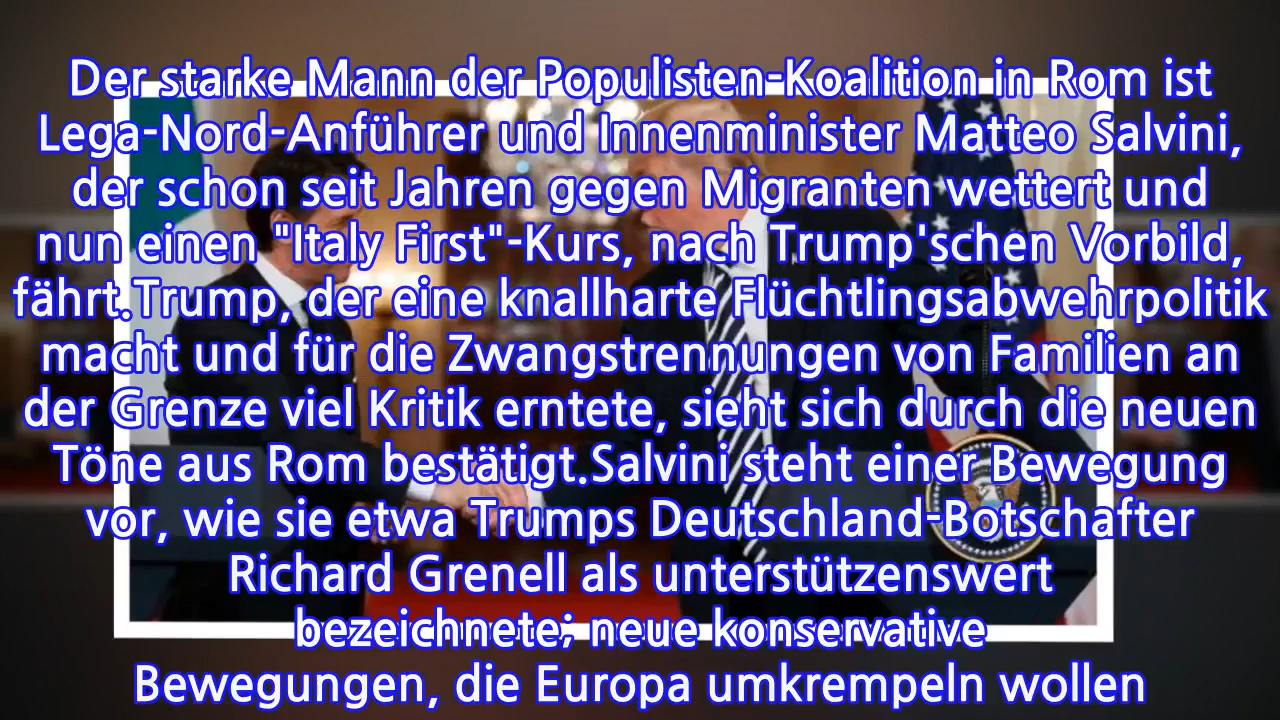 Der starke Mann der Populisten-Koalition in Rom ist
Lega-Nord-Anführer und Innenminister Matteo Salvini,
der schon seit Jahren gegen Migranten wettert und
nun einen "Italy First"-Kurs, nach Trump'schen Vorbild,
fährt.Trump, der eine knallharte Flüchtlingsabwehrpolitik
macht und für die Zwangstrennungen von Familien an
der Grenze viel Kritik erntete, sieht sich durch die neuen
Töne aus Rom bestätigt.Salvini steht einer Bewegung
vor, wie sie etwa Trumps Deutschland-Botschafter
Richard Grenell als unterstützenswert
bezeichnete; neue konservative
Bewegungen, die Europa umkrempeln wollen